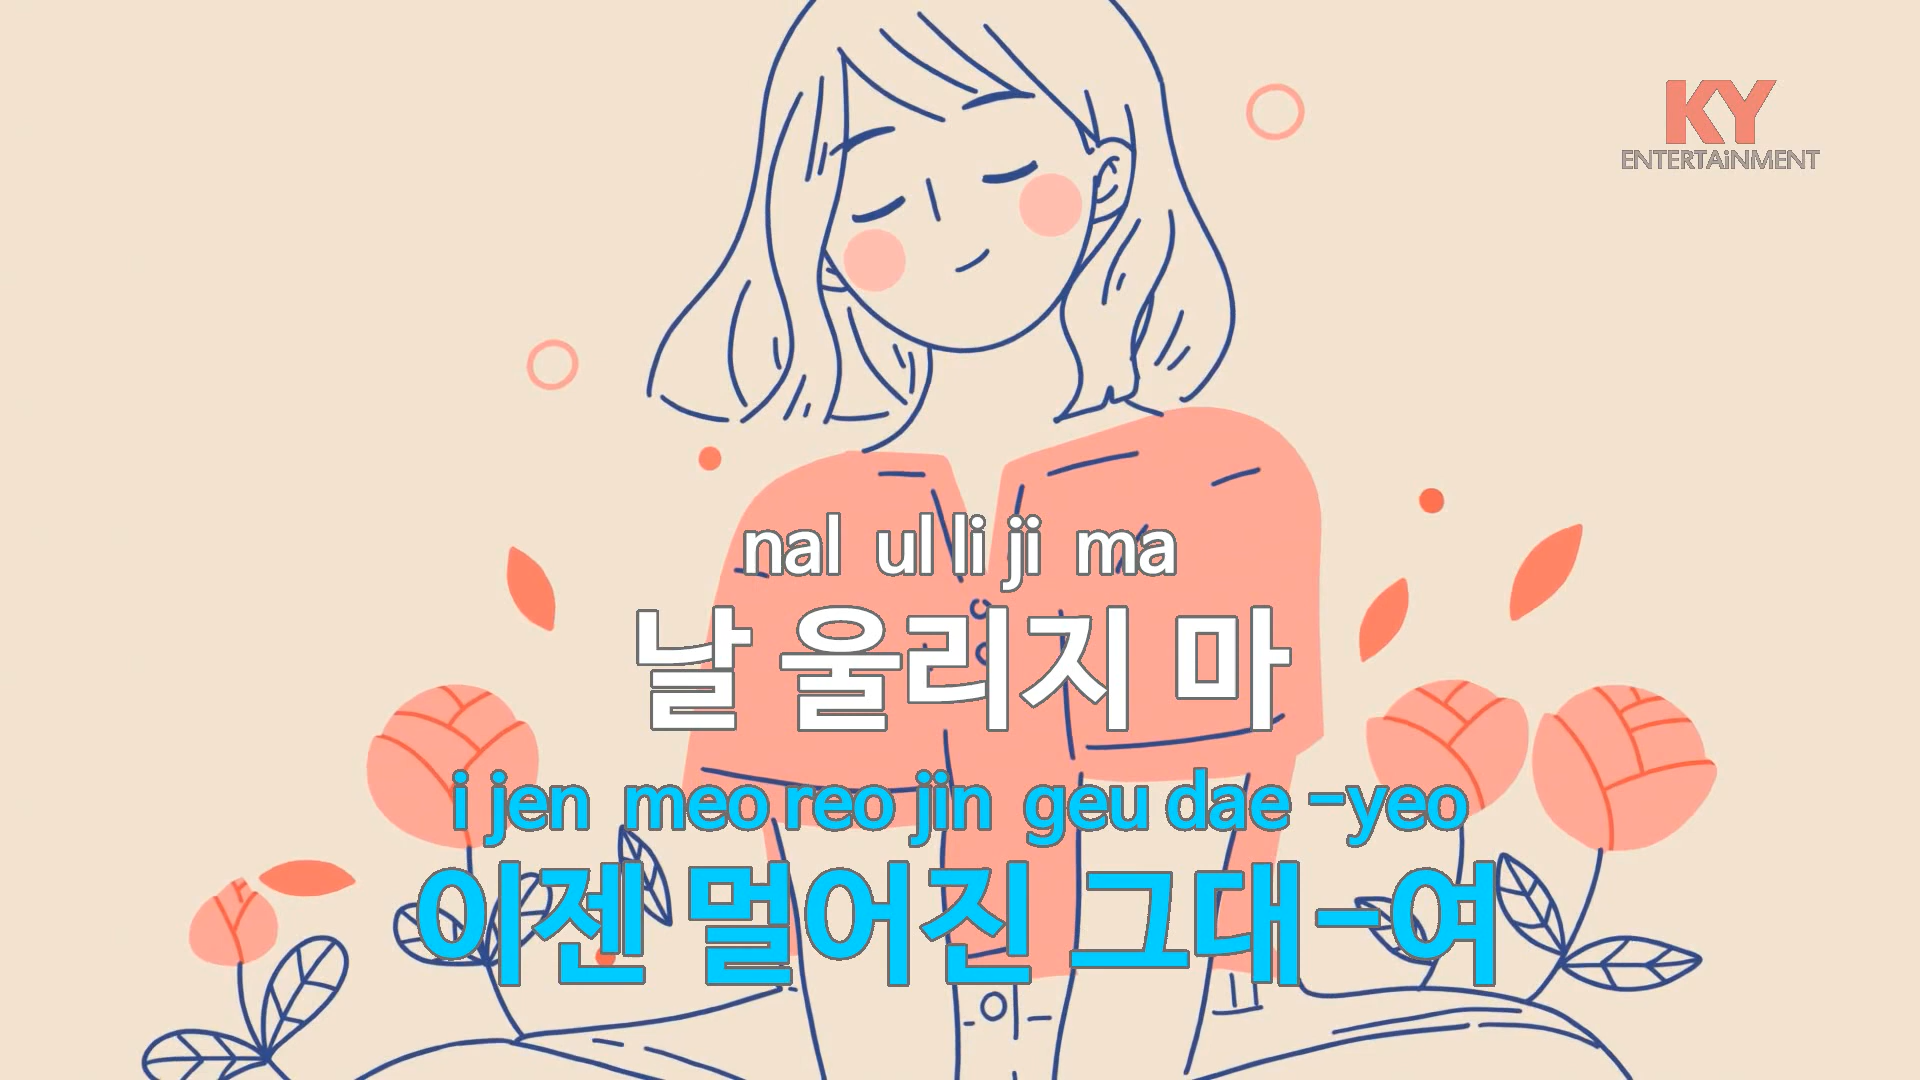 KY
ENTERTAiNMENT
nal ul li ji ma
날 울리지 마
i jen meo reo jin geu dae -yeo
이젠 멀어진 그대-여